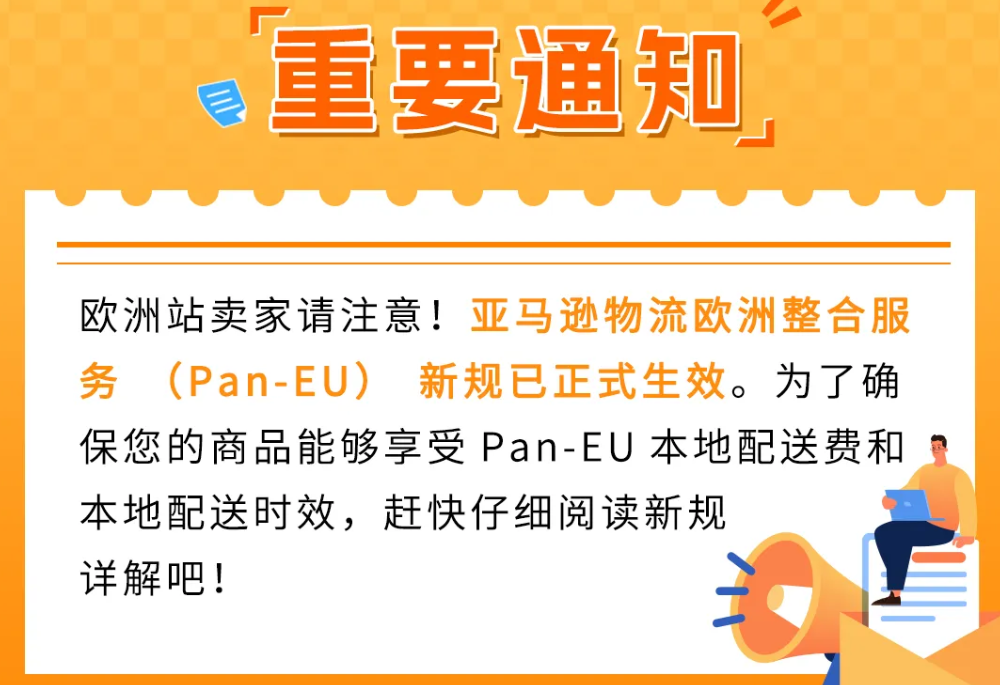 重要通知
欧洲站卖家请注意！亚马逊物流欧洲整合服
务 （Pan-EU） 新规已正式生效。为了确
保您的商品能够享受 Pan-EU 本地配送费和
本地配送时效，赶快仔细阅读新规
详解吧！